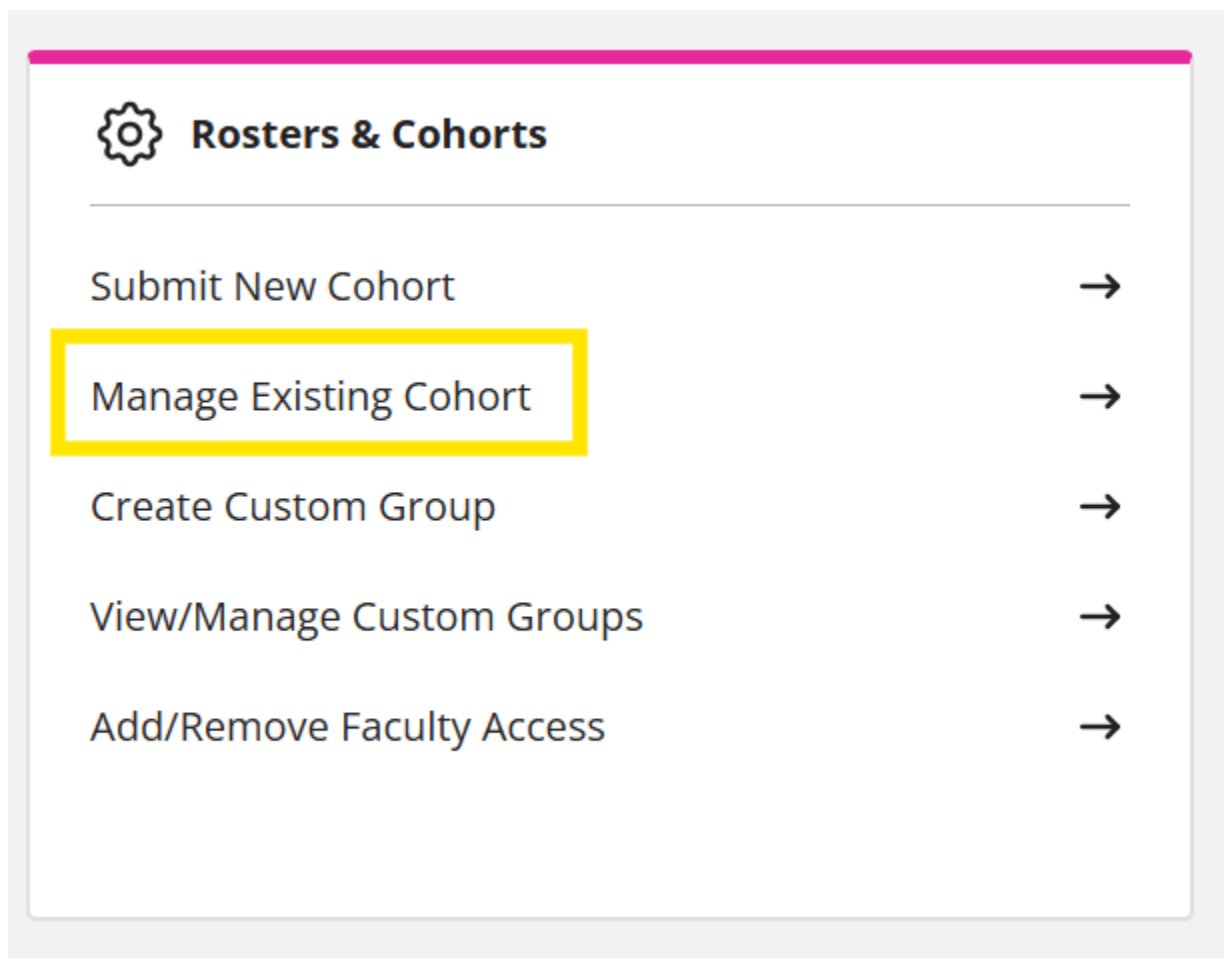 Rosters & Cohorts
Submit New Cohort
Manage Existing Cohort
Create Custom Group
View/Manage Custom Groups
Add/Remove Faculty Access